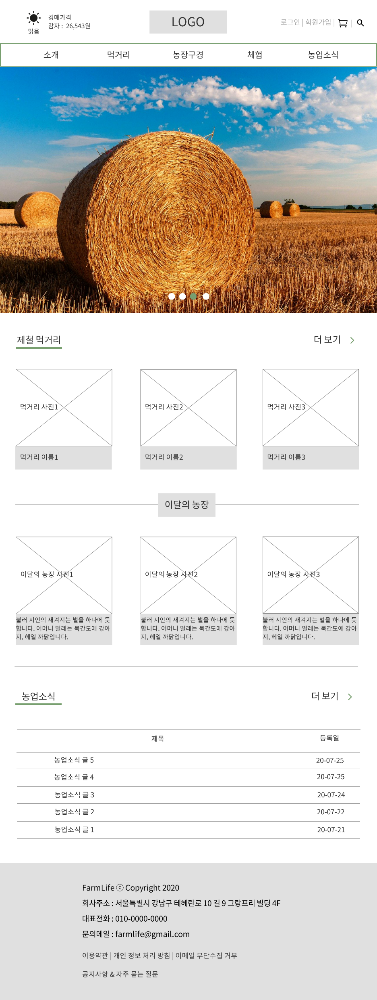 경매가격
감자 : 26,543원
맑음
LOGO
로그인 | 회원가입 | |
소개 먹거리 농장구경 체험 농업소식
제철 먹거리 더 보기
먹거리 사진1 먹거리 사진2 먹거리 사진3
먹거리 이름1 먹거리 이름2 먹거리 이름3
이달의 농장
이달의 농장 사진1 이달의 농장 사진2 이달의 농장 사진3
불러 시인의 새겨지는 별을 하나에 듯
합니다. 어머니 벌레는 북간도에 강아
지, 헤일 까닭입니다.
불러 시인의 새겨지는 별을 하나에 듯
합니다. 어머니 벌레는 북간도에 강아
지, 헤일 까닭입니다.
불러 시인의 새겨지는 별을 하나에 듯
합니다. 어머니 벌레는 북간도에 강아
지, 헤일 까닭입니다.
농업소식 더 보기
제목 등록일
농업소식 글 5 20-07-25
농업소식 글 4 20-07-25
농업소식 글 3 20-07-24
농업소식 글 2 20-07-22
농업소식 글 1 20-07-21
FarmLife ⓒ Copyright 2020
회사주소 : 서울특별시 강남구 테헤란로 10 길 9 그랑프리 빌딩 4F
대표전화 : 010-0000-0000
문의메일 : farmlife@gmail.com
이용약관 | 개인 정보 처리 방침 | 이메일 무단수집 거부
공지사항 & 자주 묻는 질문